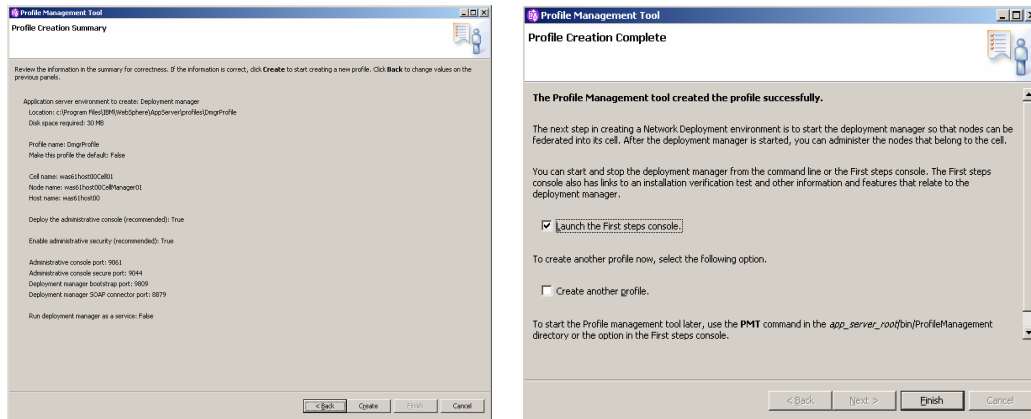 Profile Management Tool
Profile Creation Summary
Review the information in the summary for correctness. If the information is correct, click Create to start creating a new profile. Click Back to change values on the
previous panels.
Application server environment to create: Deployment manager
Location: c:\Program Files\IBM\WebSphere\AppServer\profiles\DmgrProfile
Disk space required: 30 MB
Profile name: DmgrProfile
Make this profile the default: False
Cell name: was61host00Cell01
Node name: was61host00CellManager01
Host name: was61host00
Deploy the administrative console (recommended): True
Enable administrative security (recommended): True
Administrative console port: 9061
Administrative console secure port: 9044
Deployment manager bootstrap port: 9809
Deployment manager SOAP connector port: 8879
Run deployment manager as a service: False
< Back
Create
Finish
Cancel
Profile Management Tool
Profile Creation Complete
The Profile Management tool created the profile successfully.
The next step in creating a Network Deployment environment is to start the deployment manager so that nodes can be
federated into its cell. After the deployment manager is started, you can administer the nodes that belong to the cell.
You can start and stop the deployment manager from the command line or the First steps console. The First steps
console also has links to an installation verification test and other information and features that relate to the
deployment manager.
Launch the First steps console.
To create another profile now, select the following option.
Create another profile.
To start the Profile management tool later, use the PMT command in the app_server_root/bin/ProfileManagement
directory or the option in the First steps console.
< Back
Next >
Finish
Cancel